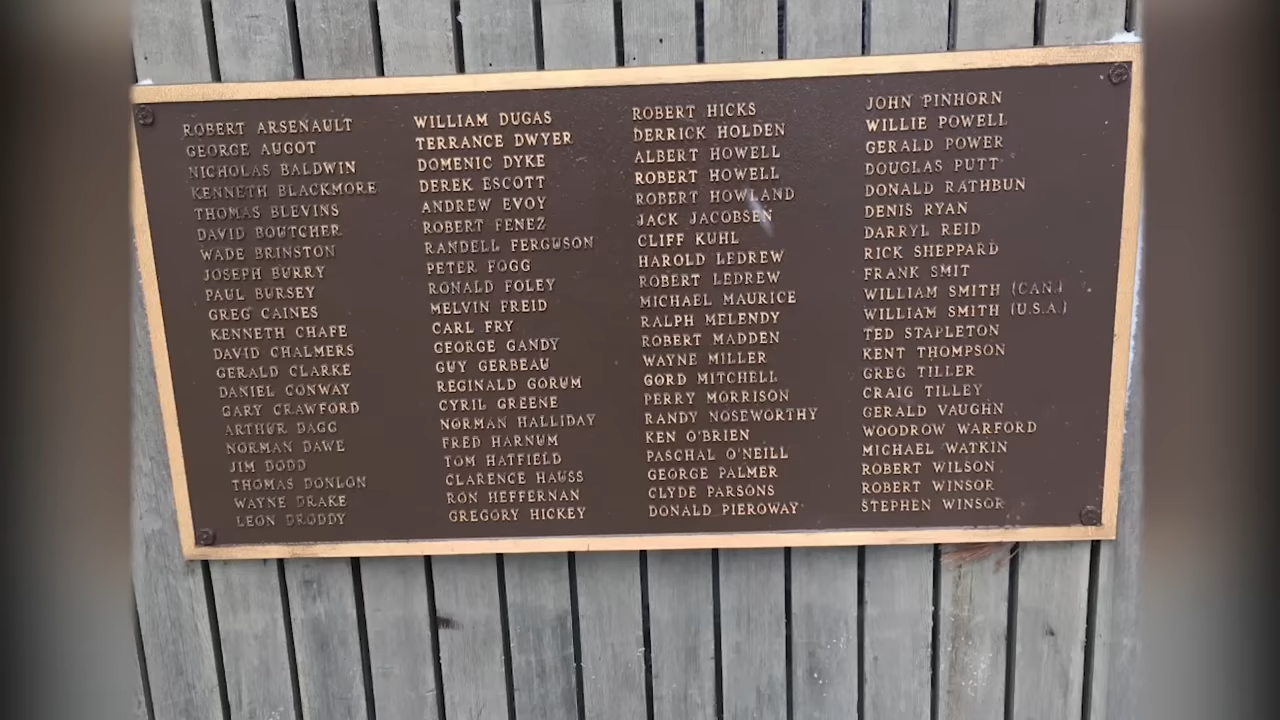 ROBERT ARSENAULT
GEORGE AUGOT
NICHOLAS BALDWIN
KENNETH BLACKMORE
THOMAS BLEVINS
DAVID BOUTCHER
WADE BRINSTON
JOSEPH BURRY
PAUL BURSEY
GREG CAINES
KENNETH CHAFE
DAVID CHALMERS
GERALD CLARKE
DANIEL CONWAY
GARY CRAWFORD
ARTHUR DAGG
NORMAN DAWE
JIM DODD
THOMAS DONLON
WAYNE DRAKE
LEON DRODDY
WILLIAM DUGAS
TERRANCE DWYER
DOMENIC DYKE
DEREK ESCOTT
ANDREW EVOY
ROBERT FENEZ
RANDELL FERGUSON
PETER FOGG
RONALD FOLEY
MELVIN FREID
CARL FRY
GEORGE GANDY
GUY GERBEAU
REGINALD GORUM
CYRIL GREENE
NORMAN HALLIDAY
FRED HARNUM
TOM HATFIELD
CLARENCE HAUSS
RON HEFFERNAN
GREGORY HICKEY
ROBERT HICKS
DERRICK HOLDEN
ALBERT HOWELL
ROBERT HOWELL
ROBERT HOWLAND
JACK JACOBSEN
CLIFF KUHL
HAROLD LEDREW
ROBERT LEDREW
MICHAEL MAURICE
RALPH MELENDY
ROBERT MADDEN
WAYNE MILLER
GORD MITCHELL
PERRY MORRISON
RANDY NOSEWORTHY
KEN O'BRIEN
PASCHAL O'NEILL
GEORGE PALMER
CLYDE PARSONS
DONALD PIEROWAY
JOHN PINHORN
WILLIE POWELL
GERALD POWER
DOUGLAS PUTT
DONALD RATHBUN
DENIS RYAN
DARRYL REID
RICK SHEPPARD
FRANK SMIT
WILLIAM SMITH (CAN.)
WILLIAM SMITH (U.S.A.)
TED STAPLETON
KENT THOMPSON
GREG TILLER
CRAIG TILLEY
GERALD VAUGHN
WOODROW WARFORD
MICHAEL WATKIN
ROBERT WILSON
ROBERT WINSOR
STEPHEN WINSOR